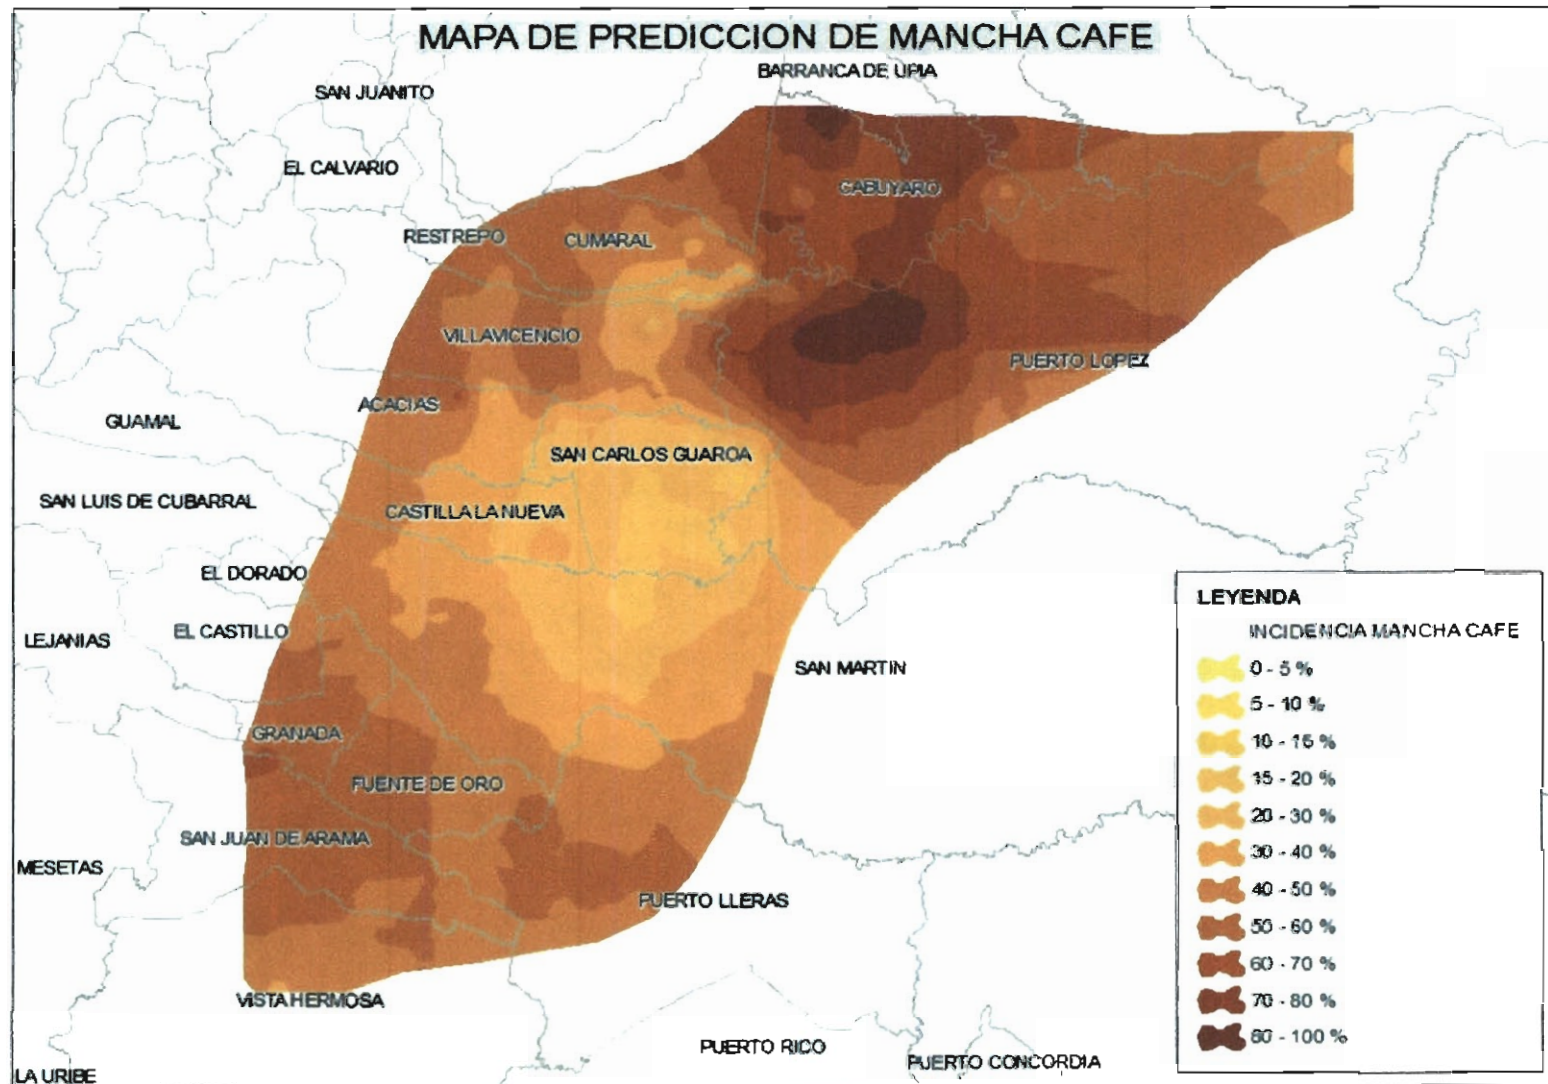 MAPA DE PREDICCION DE MANCHA CAFE
BARRANCA DE UPIA
SAN JUANITO
EL CALVARIO
CABUYARO
RESTREPO
CUMARAL
VILLAVICENCIO
PUERTO LOPEZ
ACACIAS
GUAMAL
SAN CARLOS GUAROA
SAN LUIS DE CUBARRAL
CASTILLA LA NUEVA
EL DORADO
EL CASTILLO
LEJANIAS
SAN MARTIN
GRANADA
FUENTE DE ORO
SAN JUAN DE ARAMA
MESETAS
PUERTO LLERAS
VISTA HERMOSA
PUERTO RICO
PUERTO CONCORDIA
LA URIBE
LEYENDA
INCIDENCIA MANCHA CAFE
0 - 5 %
5 - 10 %
10 - 15 %
15 - 20 %
20 - 30 %
30 - 40 %
40 - 50 %
50 - 60 %
60 - 70 %
70 - 80 %
80 - 100 %